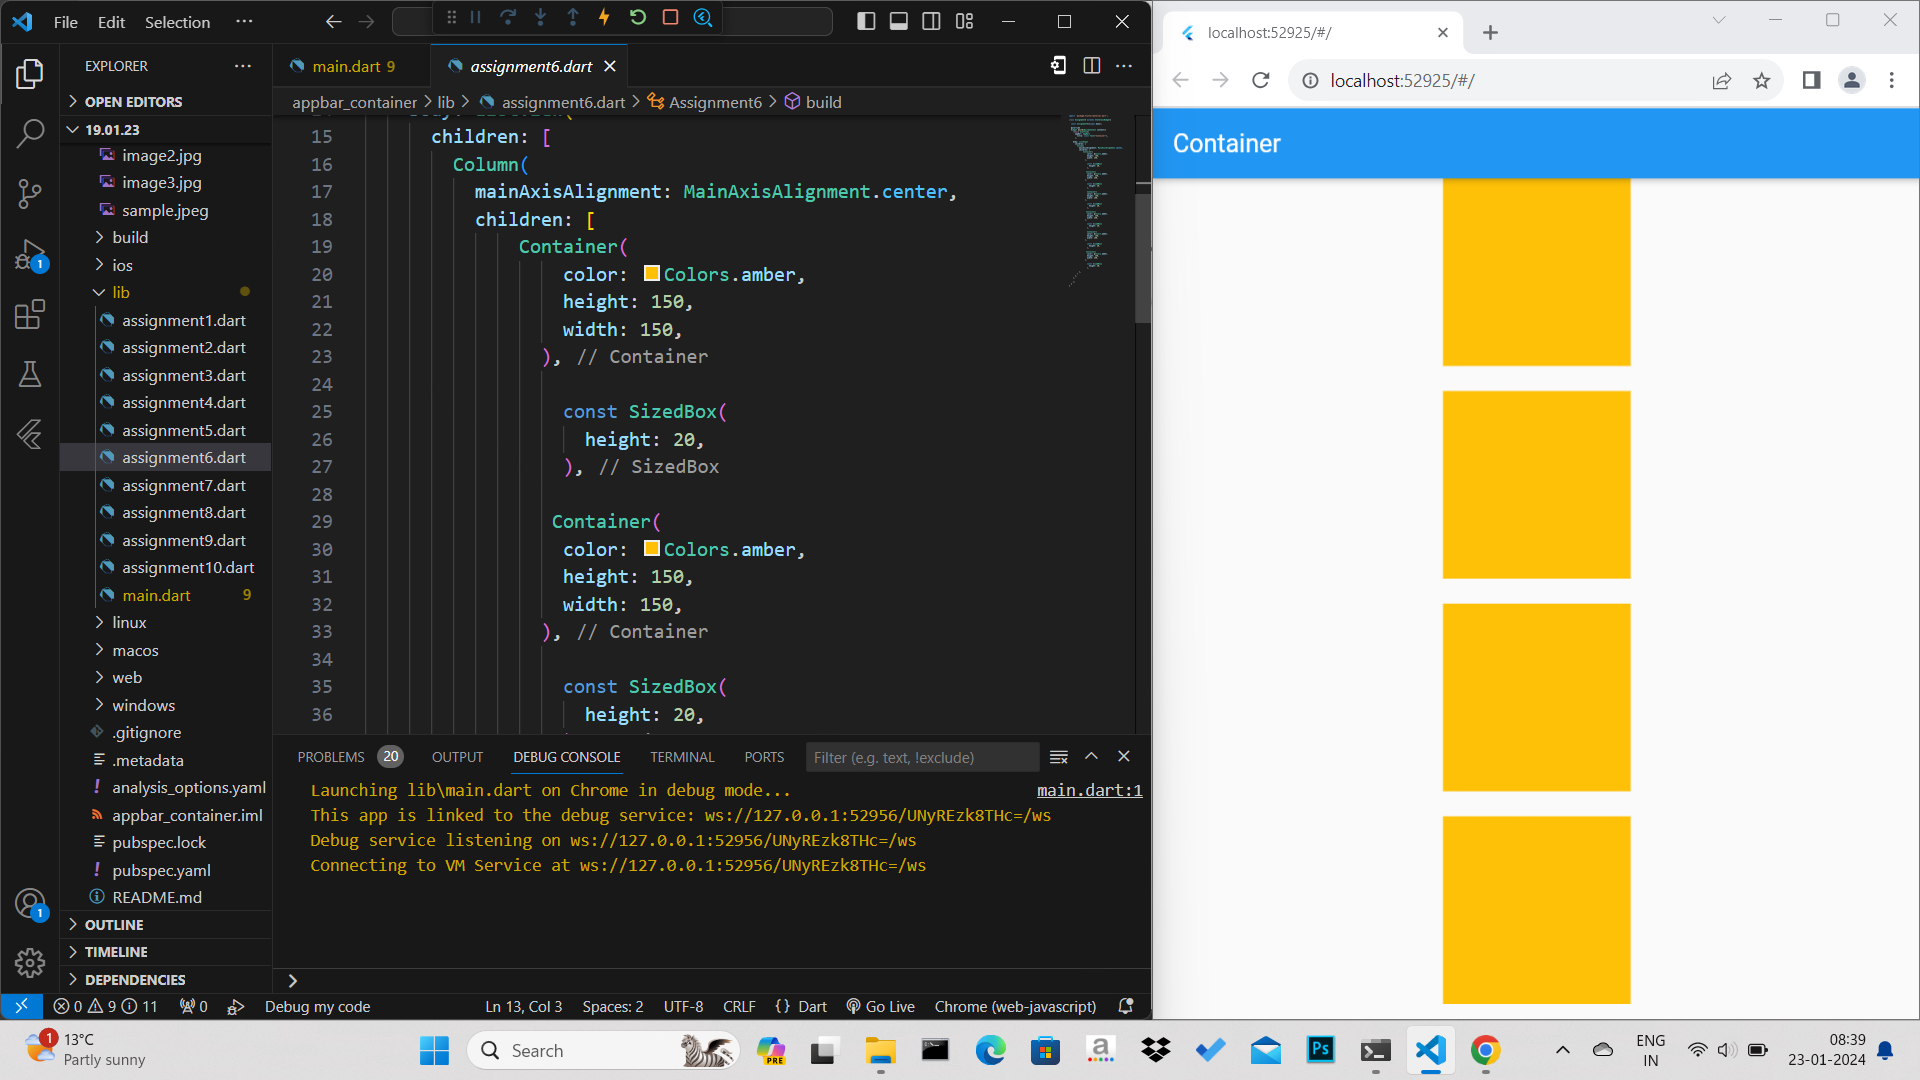 File Edit Selection ···
EXPLORER ···
OPEN EDITORS
19.01.23
image2.jpg
image3.jpg
sample.jpeg
build
ios
lib
assignment1.dart
assignment2.dart
assignment3.dart
assignment4.dart
assignment5.dart
assignment6.dart
assignment7.dart
assignment8.dart
assignment9.dart
assignment10.dart
main.dart 9
linux
macos
web
windows
.gitignore
.metadata
analysis_options.yaml
appbar_container.iml
pubspec.lock
pubspec.yaml
README.md
OUTLINE
TIMELINE
DEPENDENCIES
1
1
main.dart 9
assignment6.dart
appbar_container > lib > assignment6.dart > Assignment6 > build
15 children: [
16 Column(
17 mainAxisAlignment: MainAxisAlignment.center,
18 children: [
19 Container(
20 color: Colors.amber,
21 height: 150,
22 width: 150,
23 ), // Container
24
25 const SizedBox(
26 height: 20,
27 ), // SizedBox
28
29 Container(
30 color: Colors.amber,
31 height: 150,
32 width: 150,
33 ), // Container
34
35 const SizedBox(
36 height: 20,
PROBLEMS 20 OUTPUT DEBUG CONSOLE TERMINAL PORTS Filter (e.g. text, !exclude)
Launching lib\main.dart on Chrome in debug mode... main.dart:1
This app is linked to the debug service: ws://127.0.0.1:52956/UNyREzk8THc=/ws
Debug service listening on ws://127.0.0.1:52956/UNyREzk8THc=/ws
Connecting to VM Service at ws://127.0.0.1:52956/UNyREzk8THc=/ws
0 9 11 0 Debug my code Ln 13, Col 3 Spaces: 2 UTF-8 CRLF {} Dart Go Live Chrome (web-javascript)
localhost:52925/#/
localhost:52925/#/
Container
1
13°C
Partly sunny
Search
PRE
a
Ps
ENG
IN
08:39
23-01-2024